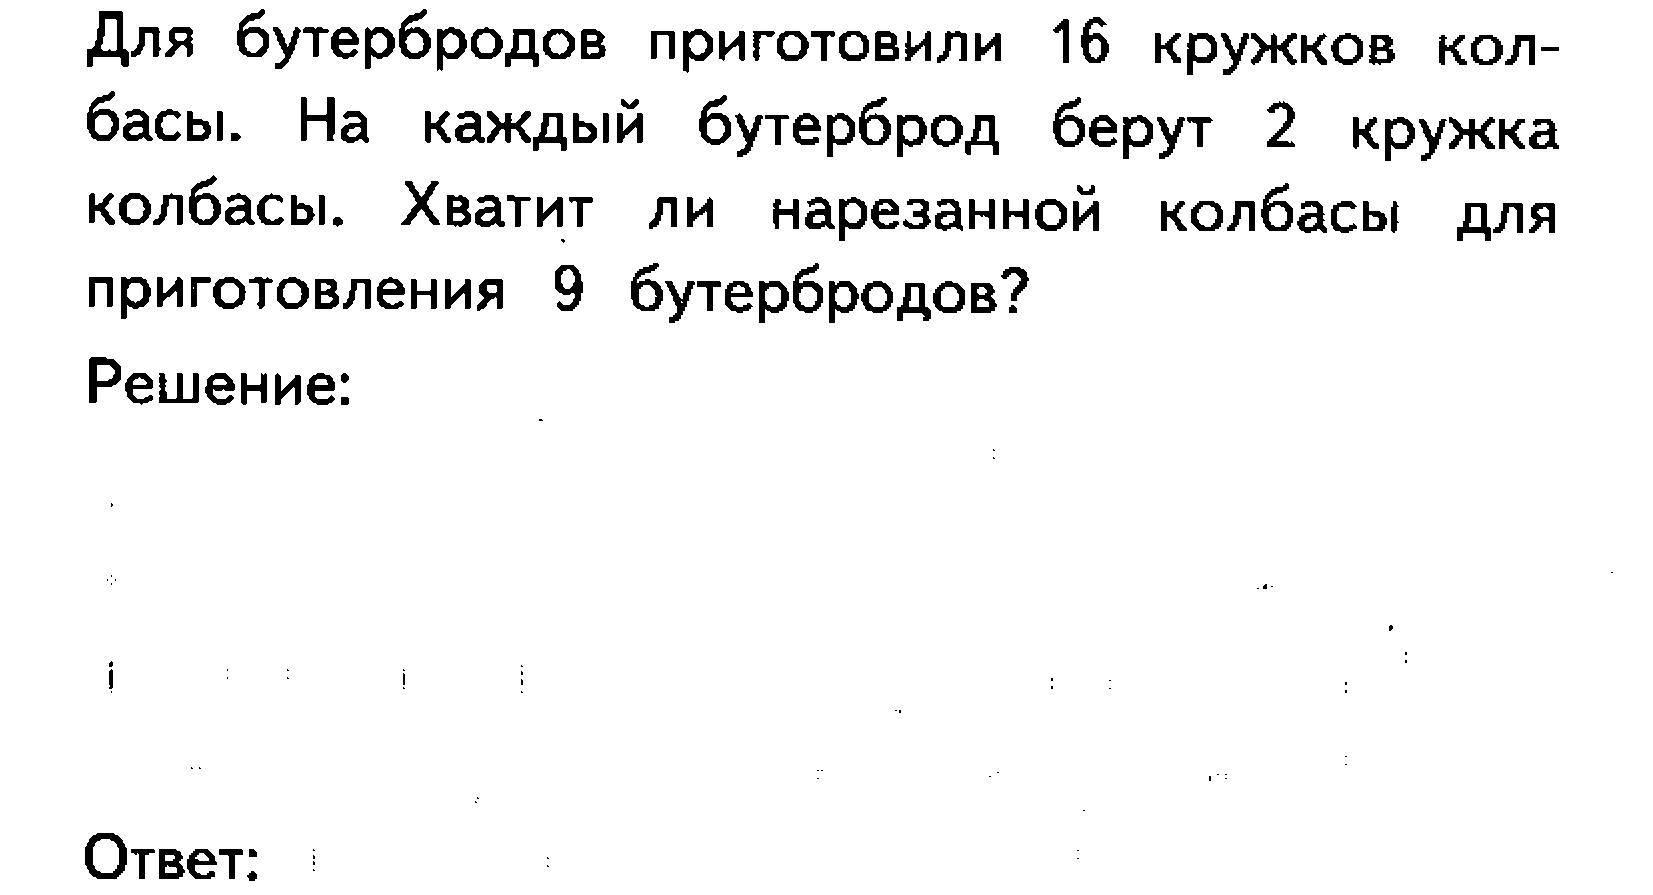 Для бутербродов приготовили 16 кружков кол-
басы. На каждый бутерброд берут 2 кружка
колбасы. Хватит ли нарезанной колбасы для
приготовления 9 бутербродов?
Решение:
Ответ: